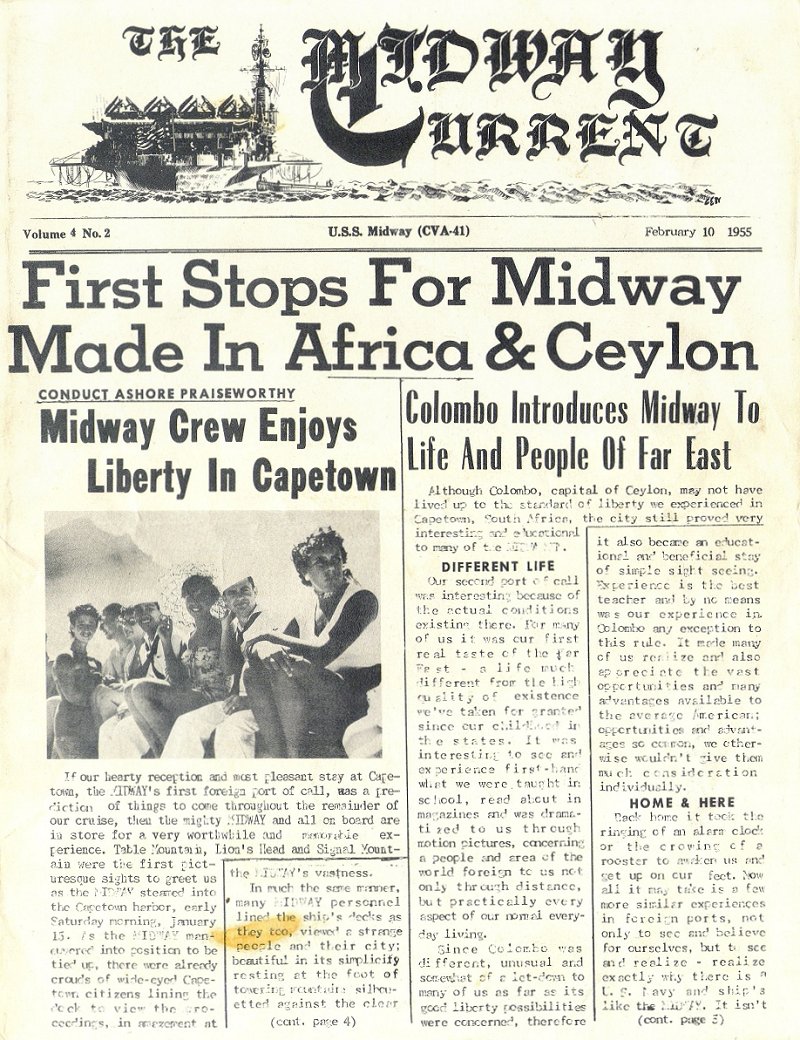 THE MIDWAY
CURRENT
Volume 4 No. 2
U.S.S. Midway (CVA-41)
February 10 1955
First Stops For Midway
Made In Africa & Ceylon
CONDUCT ASHORE PRAISEWORTHY
Midway Crew Enjoys
Liberty In Capetown
If our hearty reception and most pleasant stay at Cape-
town, the MIDWAY's first foreign port of call, was a pre-
diction of things to come throughout the remainder of
our cruise, then the mighty MIDWAY and all on board are
in store for a very worthwhile and memorable ex-
perience. Table Mountain, Lion's Head and Signal Mount-
ain were the first pict-
uresque sights to greet us
as the MIDWAY steamed into
the Capetown harbor, early
Saturday morning, January
15. As the MIDWAY man-
euvered into position to be
tied up, there were already
crowds of wide-eyed Cape-
town citizens lining the
dock to view the pro-
ceedings, in amazement at
the MIDWAY's vastness.
In much the same manner,
many MIDWAY personnel
lined the ship's decks as
they too, viewed a strange
people and their city;
beautiful in its simplicity
resting at the foot of
towering mountains silhou-
etted against the clear
(cont. page 4)
Colombo Introduces Midway To
Life And People Of Far East
Although Colombo, capital of Ceylon, may not have
lived up to the standard of liberty we experienced in
Capetown, South Africa, the city still proved very
interesting and educational
to many of the
DIFFERENT LIFE
Our second port of call
was interesting because of
the actual conditions
existing there. For many
of us it was our first
real taste of the Far
East - a life much
different from the high
quality of existence
we've taken for granted
since our childhood in
the states. It was
interesting to see and
experience first-hand
what we were taught in
school, read about in
magazines and was drama-
tized to us through
motion pictures, concerning
a people and area of the
world foreign to us not
only through distance,
but practically every
aspect of our normal every-
day living.
Since Colombo was
different, unusual and
somewhat of a let-down to
many of us as far as its
good liberty possibilities
were concerned, therefore
it also became an educat-
ional and beneficial stay
of simple sight seeing.
Experience is the best
teacher and by no means
was our experience in
Colombo any exception to
this rule. It made many
of us realize and also
appreciate the vast
opportunities and many
advantages available to
the average American;
opportunities and advant-
ages so common, we other-
wise wouldn't give them
much consideration
individually.
HOME & HERE
Back home it took the
ringing of an alarm clock
or the crowing of a
rooster to awaken us and
get up on our feet. Now
all it may take is a few
more similar experiences
in foreign ports, not
only to see and believe
for ourselves, but to see
and realize - realize
exactly why there is a
U. S. Navy and ship's
like the MIDWAY. It isn't
(cont. page 5)